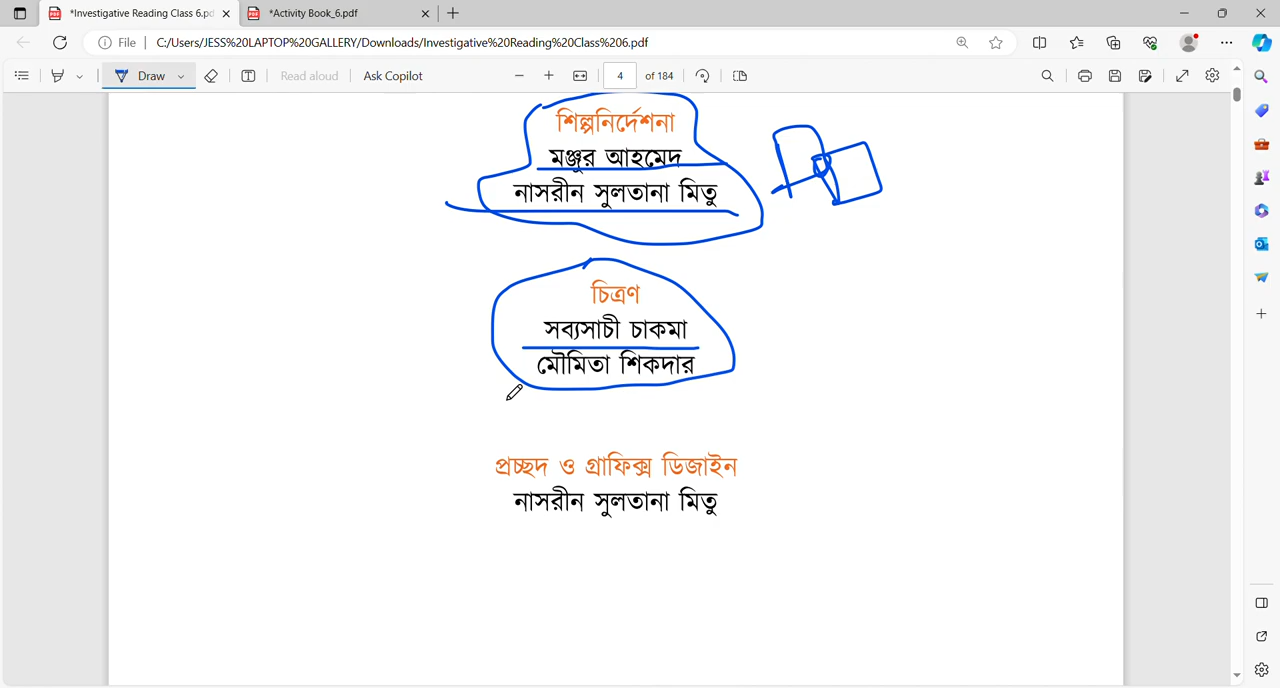 *Investigative Reading Class 6.pd
*Activity Book_6.pdf
File
C:/Users/JESS%20LAPTOP%20GALLERY/Downloads/Investigative%20Reading%20Class%206.pdf
Draw
Read aloud
Ask Copilot
4 of 184
শিল্পনির্দেশনা
মঞ্জুর আহমেদ
নাসরীন সুলতানা মিতু
চিত্রণ
সব্যসাচী চাকমা
মৌমিতা শিকদার
প্রচ্ছদ ও গ্রাফিক্স ডিজাইন
নাসরীন সুলতানা মিতু